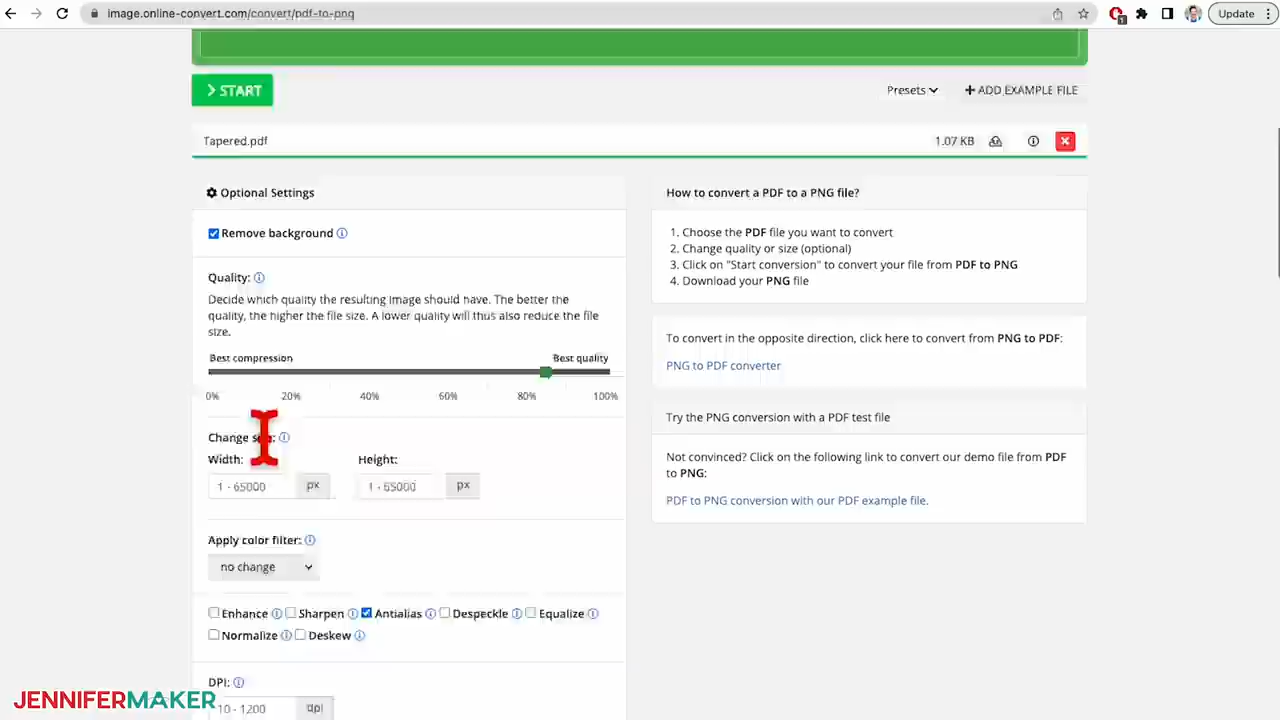 image.online-convert.com/convert/pdf-to-png
Update
START
Presets
ADD EXAMPLE FILE
Tapered.pdf
1.07 KB
Optional Settings
Remove background
Quality:
Decide which quality the resulting image should have. The better the
quality, the higher the file size. A lower quality will thus also reduce the file
size.
Best compression
Best quality
0% 20% 40% 60% 80% 100%
Change
Width: Height:
1 - 65000 px 1 - 65000 px
Apply color filter:
no change
Enhance Sharpen Antialias Despeckle Equalize
Normalize Deskew
DPI:
10 - 1200 dpi
How to convert a PDF to a PNG file?
1. Choose the PDF file you want to convert
2. Change quality or size (optional)
3. Click on "Start conversion" to convert your file from PDF to PNG
4. Download your PNG file
To convert in the opposite direction, click here to convert from PNG to PDF:
PNG to PDF converter
Try the PNG conversion with a PDF test file
Not convinced? Click on the following link to convert our demo file from PDF
to PNG:
PDF to PNG conversion with our PDF example file.
JENNIFERMAKER